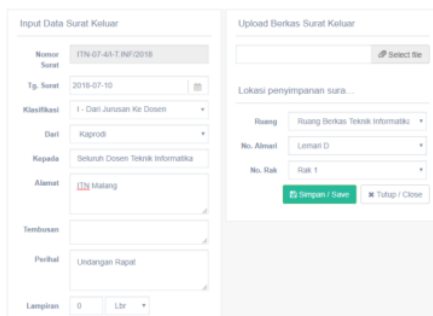 Input Data Surat Keluar
Nomor Surat ITN-07-4/I-T.INF/2018
Tg. Surat 2018-07-10
Klasifikasi I - Dari Jurusan Ke Dosen
Dari Kaprodi
Kepada Seluruh Dosen Teknik Informatika
Alamat ITN Malang
Tembusan
Perihal Undangan Rapat
Lampiran 0 Lbr
Upload Berkas Surat Keluar
Select file
Lokasi penyimpanan sura...
Ruang Ruang Berkas Teknik Informatika
No. Almari Lemari D
No. Rak Rak 1
Simpan / Save Tutup / Close